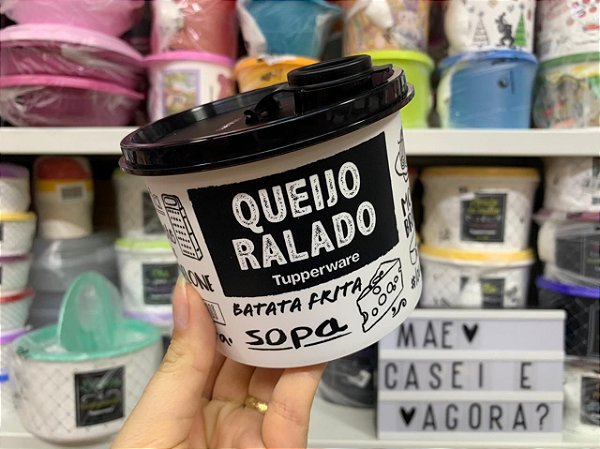 QUEIJO
RALADO
Tupperware
BATATA FRITA
SOPA
MAE♥
CASEI E
♥AGORA?